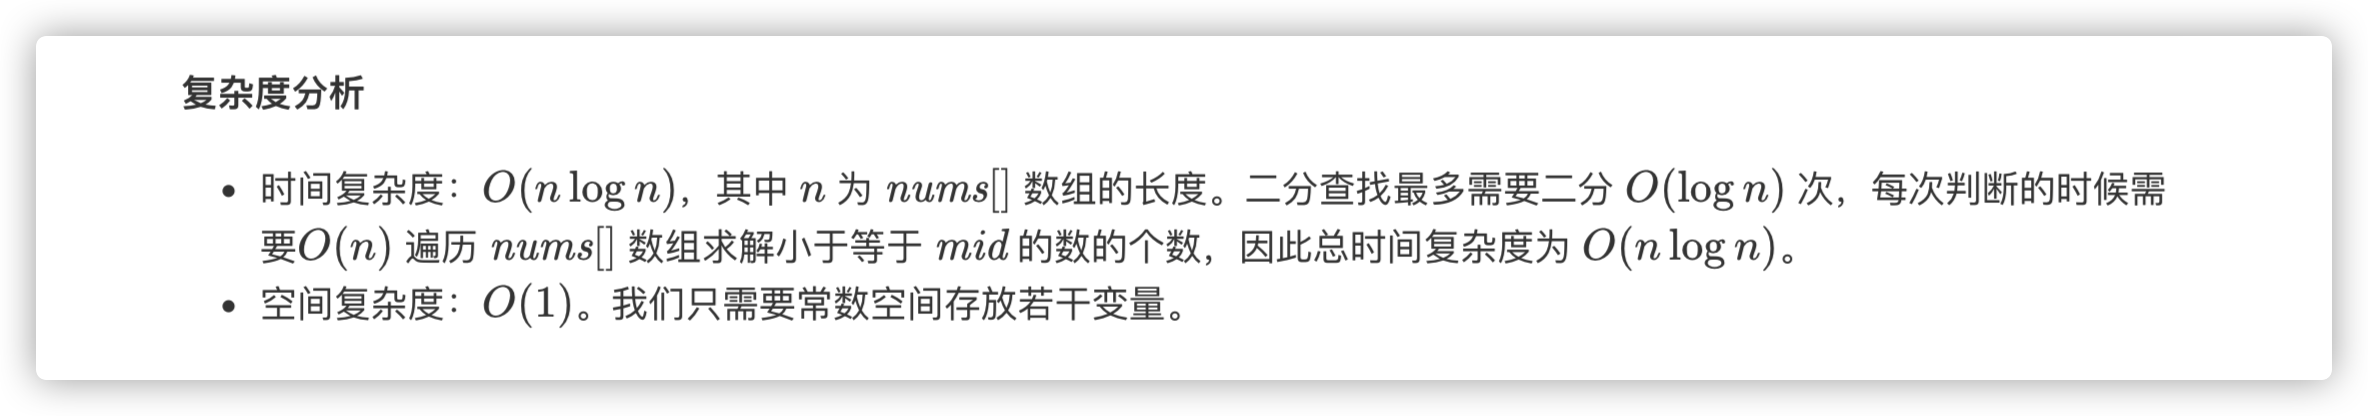 复杂度分析
• 时间复杂度：O(n log n)，其中 n 为 nums[] 数组的长度。二分查找最多需要二分 O(log n) 次，每次判断的时候需
要O(n) 遍历 nums[] 数组求解小于等于 mid 的数的个数，因此总时间复杂度为 O(n log n)。
• 空间复杂度：O(1)。我们只需要常数空间存放若干变量。